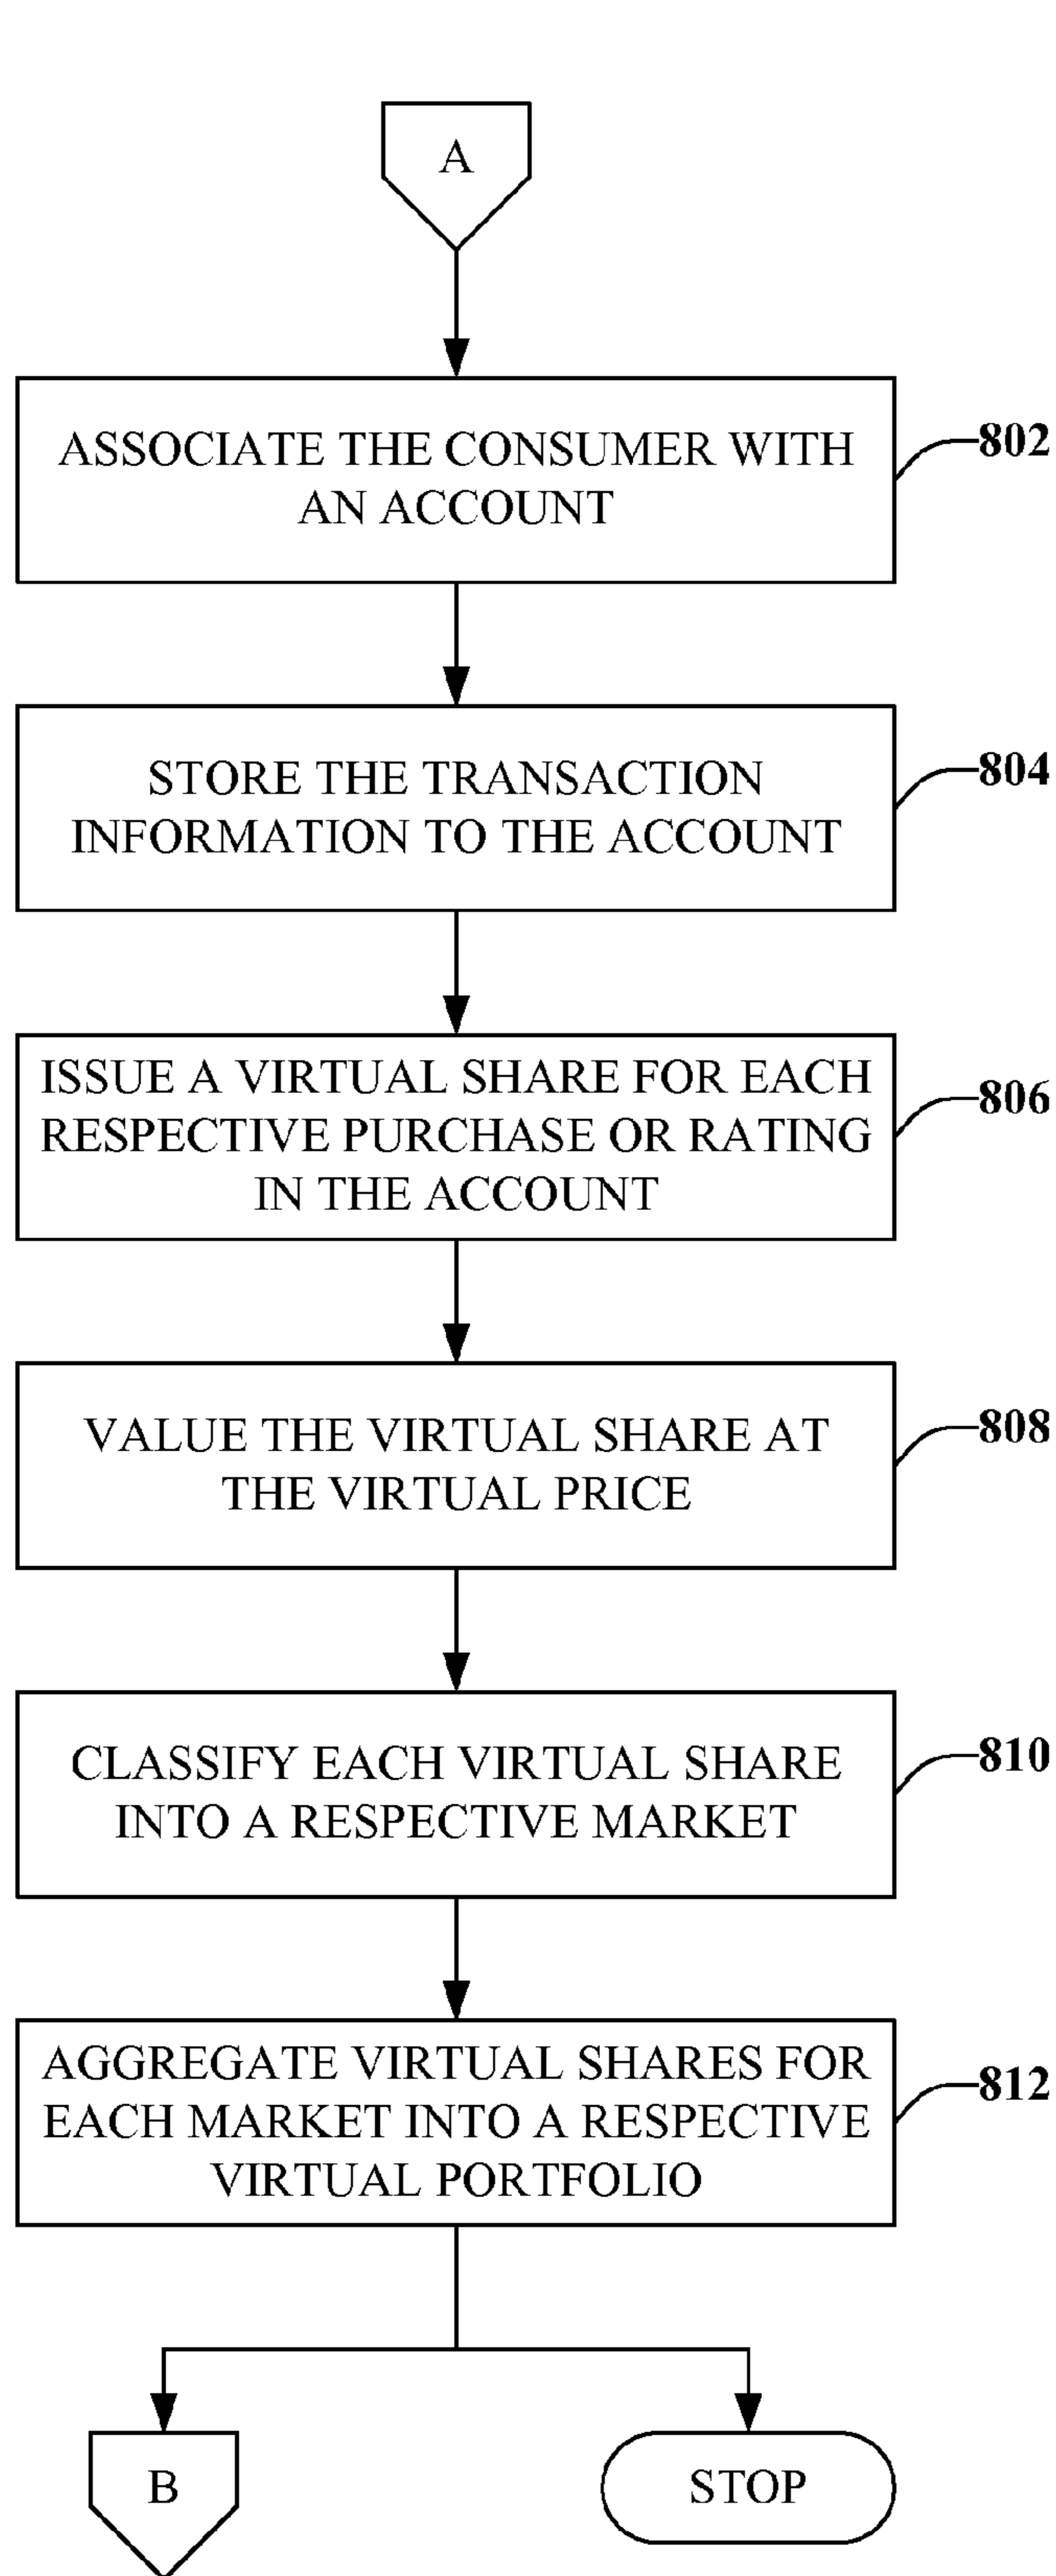 A
ASSOCIATE THE CONSUMER WITH
AN ACCOUNT
802
STORE THE TRANSACTION
INFORMATION TO THE ACCOUNT
804
ISSUE A VIRTUAL SHARE FOR EACH
RESPECTIVE PURCHASE OR RATING
IN THE ACCOUNT
806
VALUE THE VIRTUAL SHARE AT
THE VIRTUAL PRICE
808
CLASSIFY EACH VIRTUAL SHARE
INTO A RESPECTIVE MARKET
810
AGGREGATE VIRTUAL SHARES FOR
EACH MARKET INTO A RESPECTIVE
VIRTUAL PORTFOLIO
812
B
STOP